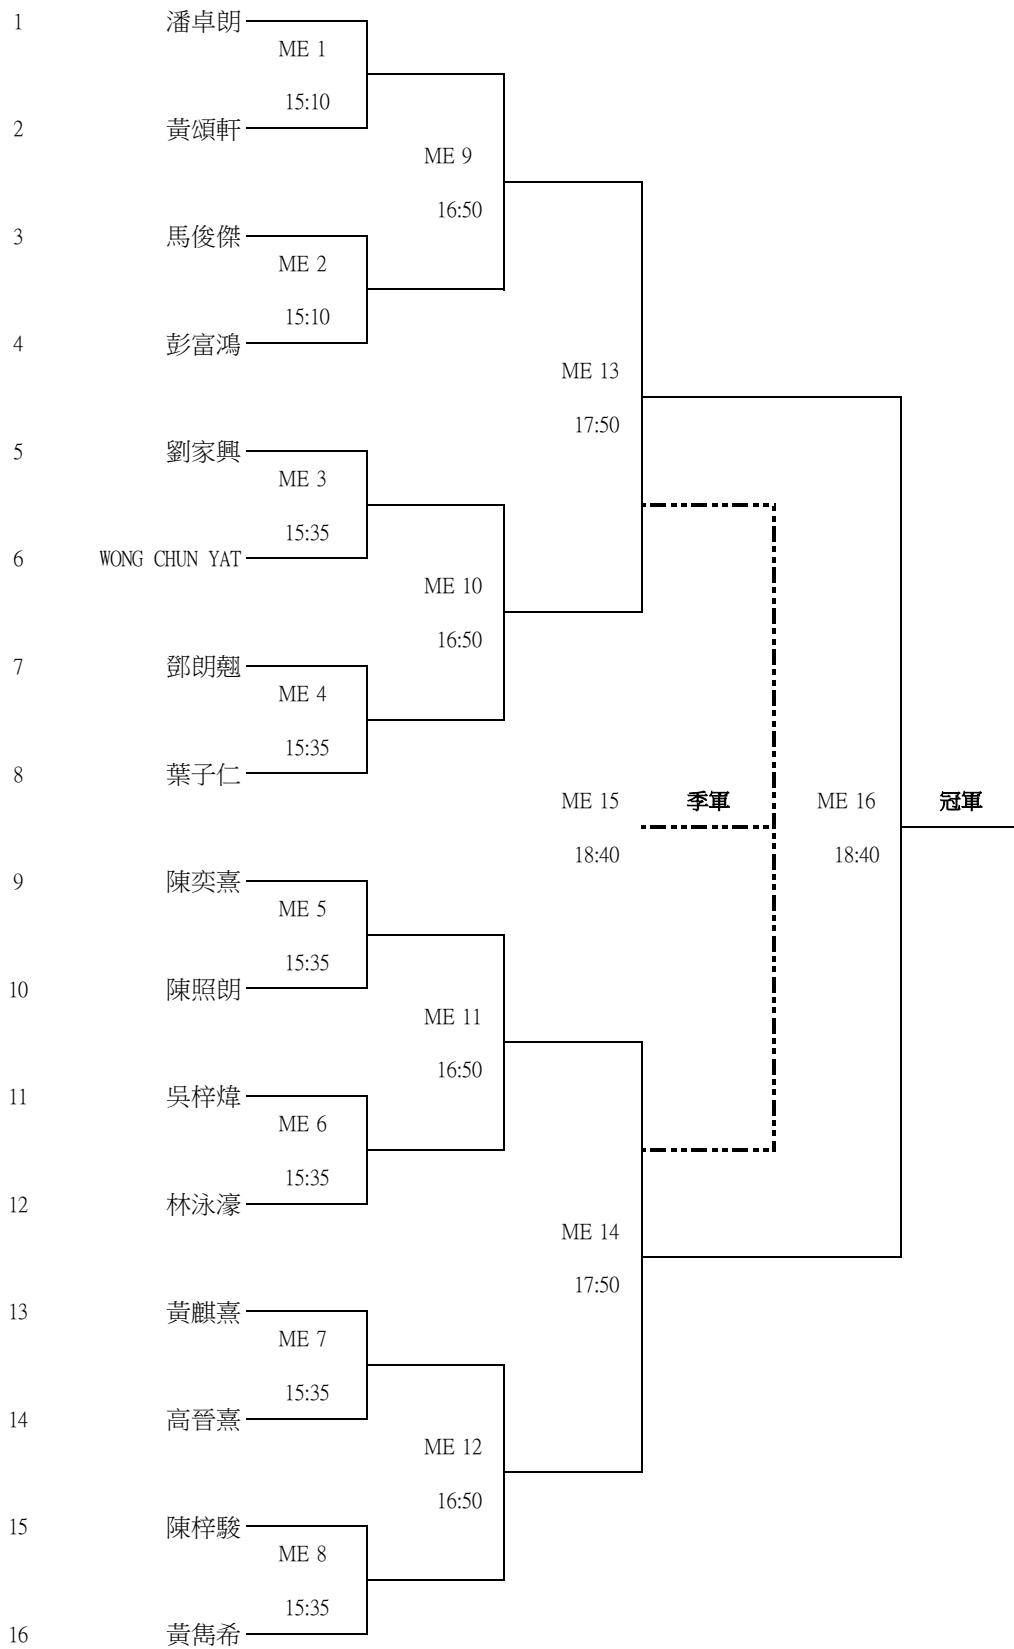 1 潘卓朗
ME 1
15:10
2 黃頌軒
ME 9
16:50
3 馬俊傑
ME 2
15:10
4 彭富鴻
ME 13
17:50
5 劉家興
ME 3
15:35
6 WONG CHUN YAT
ME 10
16:50
7 鄧朗翹
ME 4
15:35
8 葉子仁
ME 15 季軍 ME 16 冠軍
18:40 18:40
9 陳奕熹
ME 5
15:35
10 陳照朗
ME 11
16:50
11 吳梓煒
ME 6
15:35
12 林泳濠
ME 14
17:50
13 黃麒熹
ME 7
15:35
14 高晉熹
ME 12
16:50
15 陳梓駿
ME 8
15:35
16 黃雋希